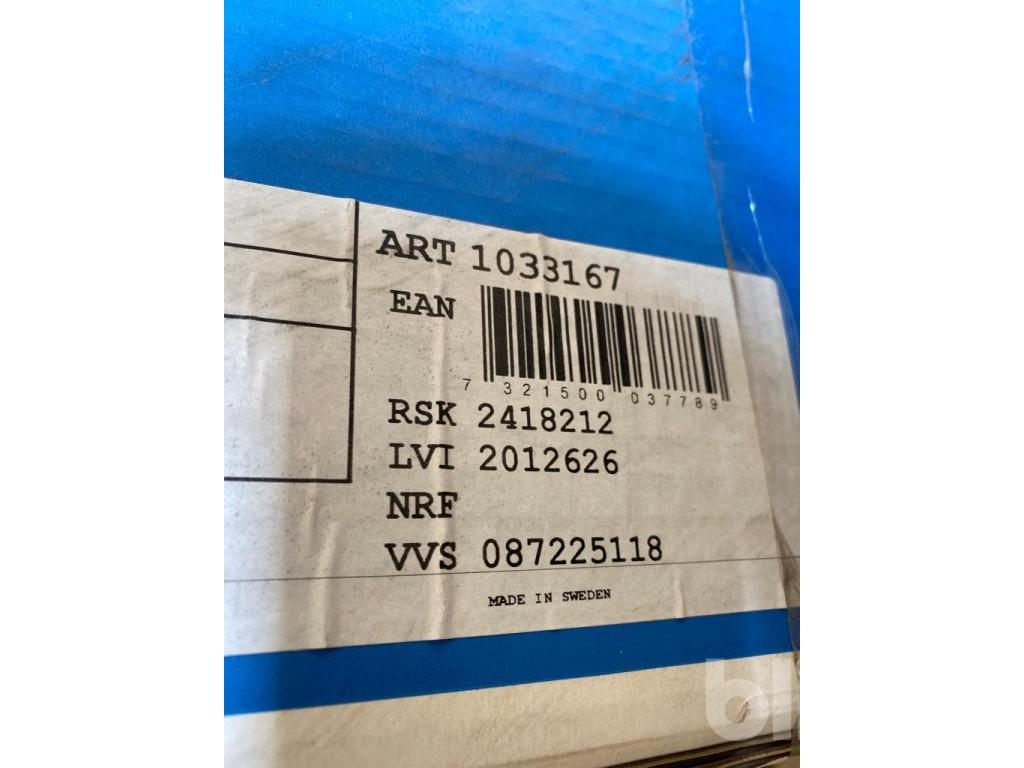 ART 1033167
EAN
7 321500 037789
RSK 2418212
LVI 2012626
NRF
VVS 087225118
MADE IN SWEDEN